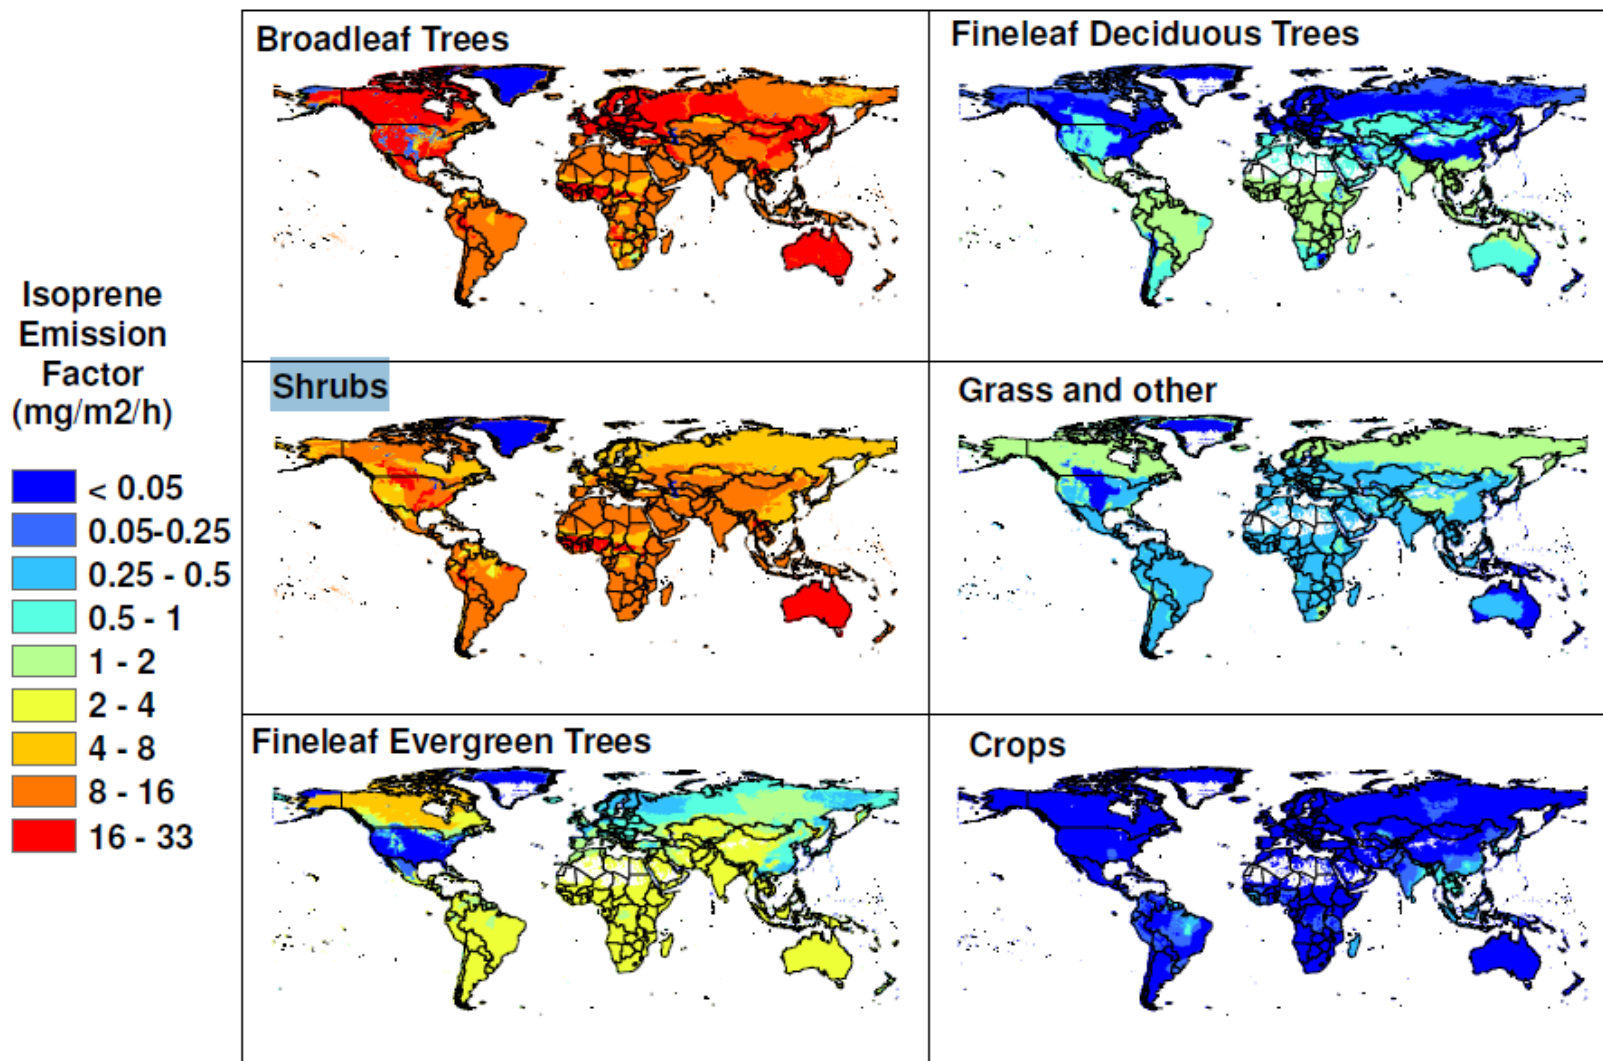 Broadleaf Trees
Fineleaf Deciduous Trees
Isoprene
Emission
Factor
(mg/m2/h)
< 0.05
0.05-0.25
0.25 - 0.5
0.5 - 1
1 - 2
2 - 4
4 - 8
8 - 16
16 - 33
Shrubs
Grass and other
Fineleaf Evergreen Trees
Crops